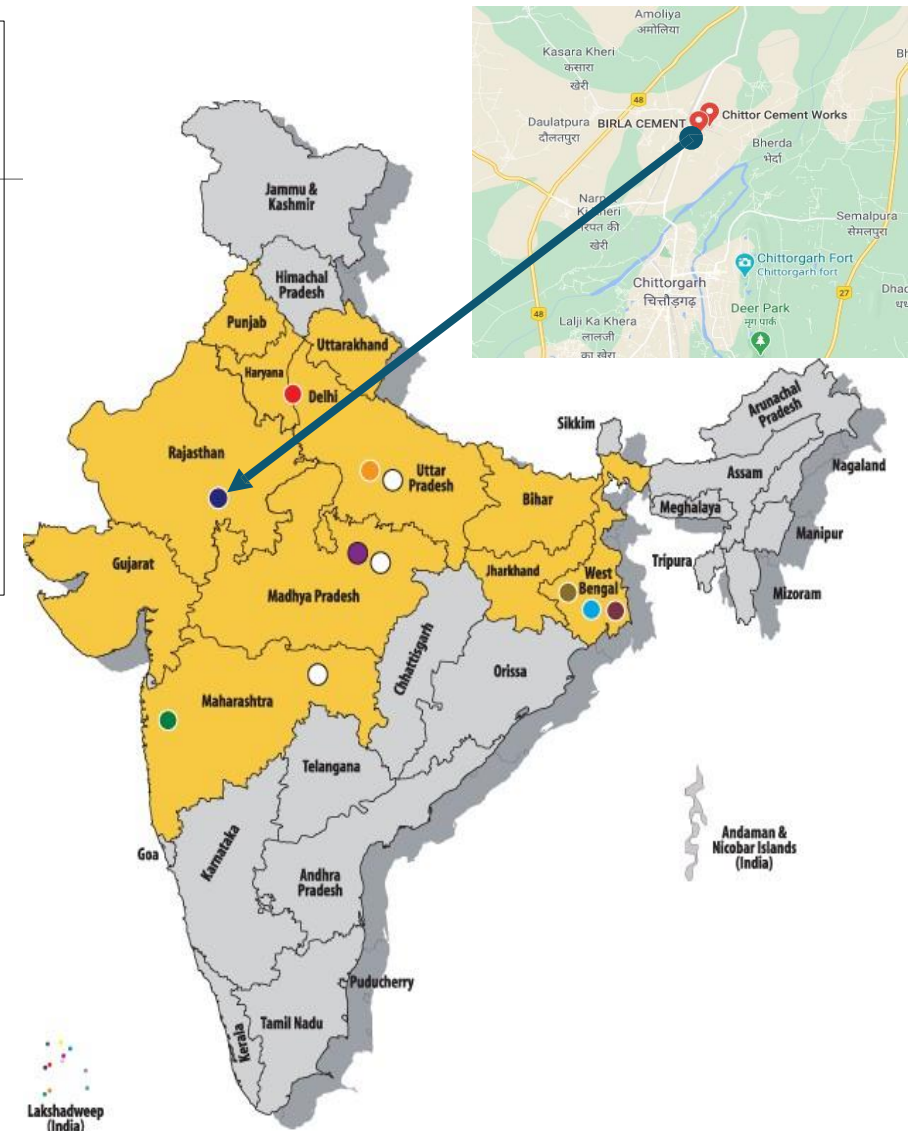 Amoliya
अमोलिया
Kasara Kheri
कसारा
खेरी
48
Daulatpura
दौलतपुरा
BIRLA CEMENT
Chittor Cement Works
Bherda
भेर्दा
Semalpura
सेमलपुरा
खेरी
Chittorgarh
चित्तौड़गढ़
Chittorgarh Fort
Chittorgarh fort
27
48
Lalji Ka Khera
लालजी
का खेरा
Deer Park
मृग पार्क
Jammu &
Kashmir
Himachal
Pradesh
Punjab
Uttarakhand
Haryana
Delhi
Rajasthan
Uttar
Pradesh
Bihar
Sikkim
Arunachal
Pradesh
Assam
Nagaland
Meghalaya
Manipur
Tripura
Mizoram
Gujarat
Madhya Pradesh
Jharkhand
West
Bengal
Chhattisgarh
Orissa
Maharashtra
Telangana
Goa
Karnataka
Andhra
Pradesh
Andaman &
Nicobar Islands
(India)
Puducherry
Tamil Nadu
Kerala
Lakshadweep
(India)